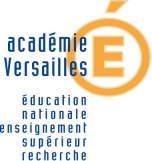 académie
Versailles
É
éducation
nationale
enseignement
supérieur
recherche